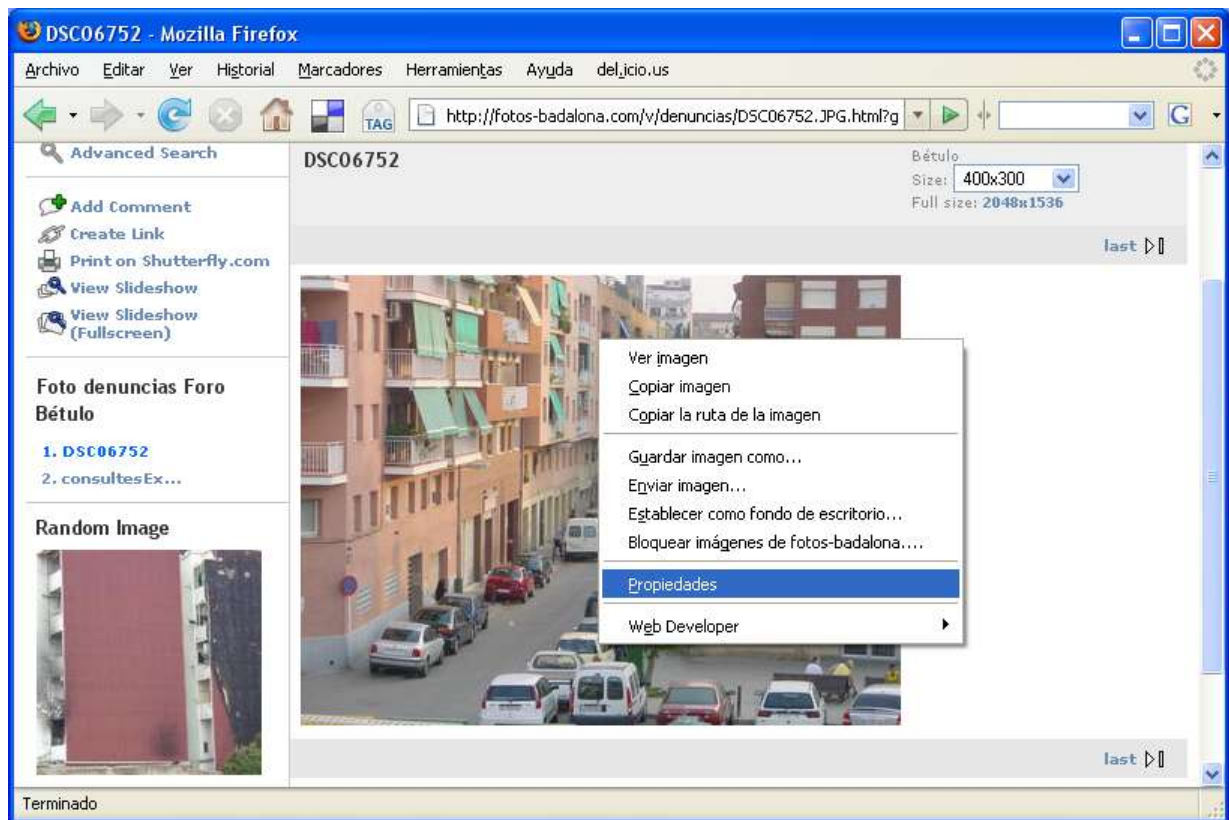 DSC06752 - Mozilla Firefox
Archivo Editar Ver Historial Marcadores Herramientas Ayuda del.icio.us
TAG http://fotos-badalona.com/v/denuncias/DSC06752.JPG.html?g G
Advanced Search
Add Comment
Create Link
Print on Shutterfly.com
View Slideshow
View Slideshow
(Fullscreen)
Foto denuncias Foro
Bétulo
1. DSC06752
2. consultesEx...
Random Image
DSC06752
Bétulo
Size: 400x300
Full size: 2048x1536
last
Ver imagen
Copiar imagen
Copiar la ruta de la imagen
Guardar imagen como...
Enviar imagen...
Establecer como fondo de escritorio...
Bloquear imágenes de fotos-badalona....
Propiedades
Web Developer
last
Terminado